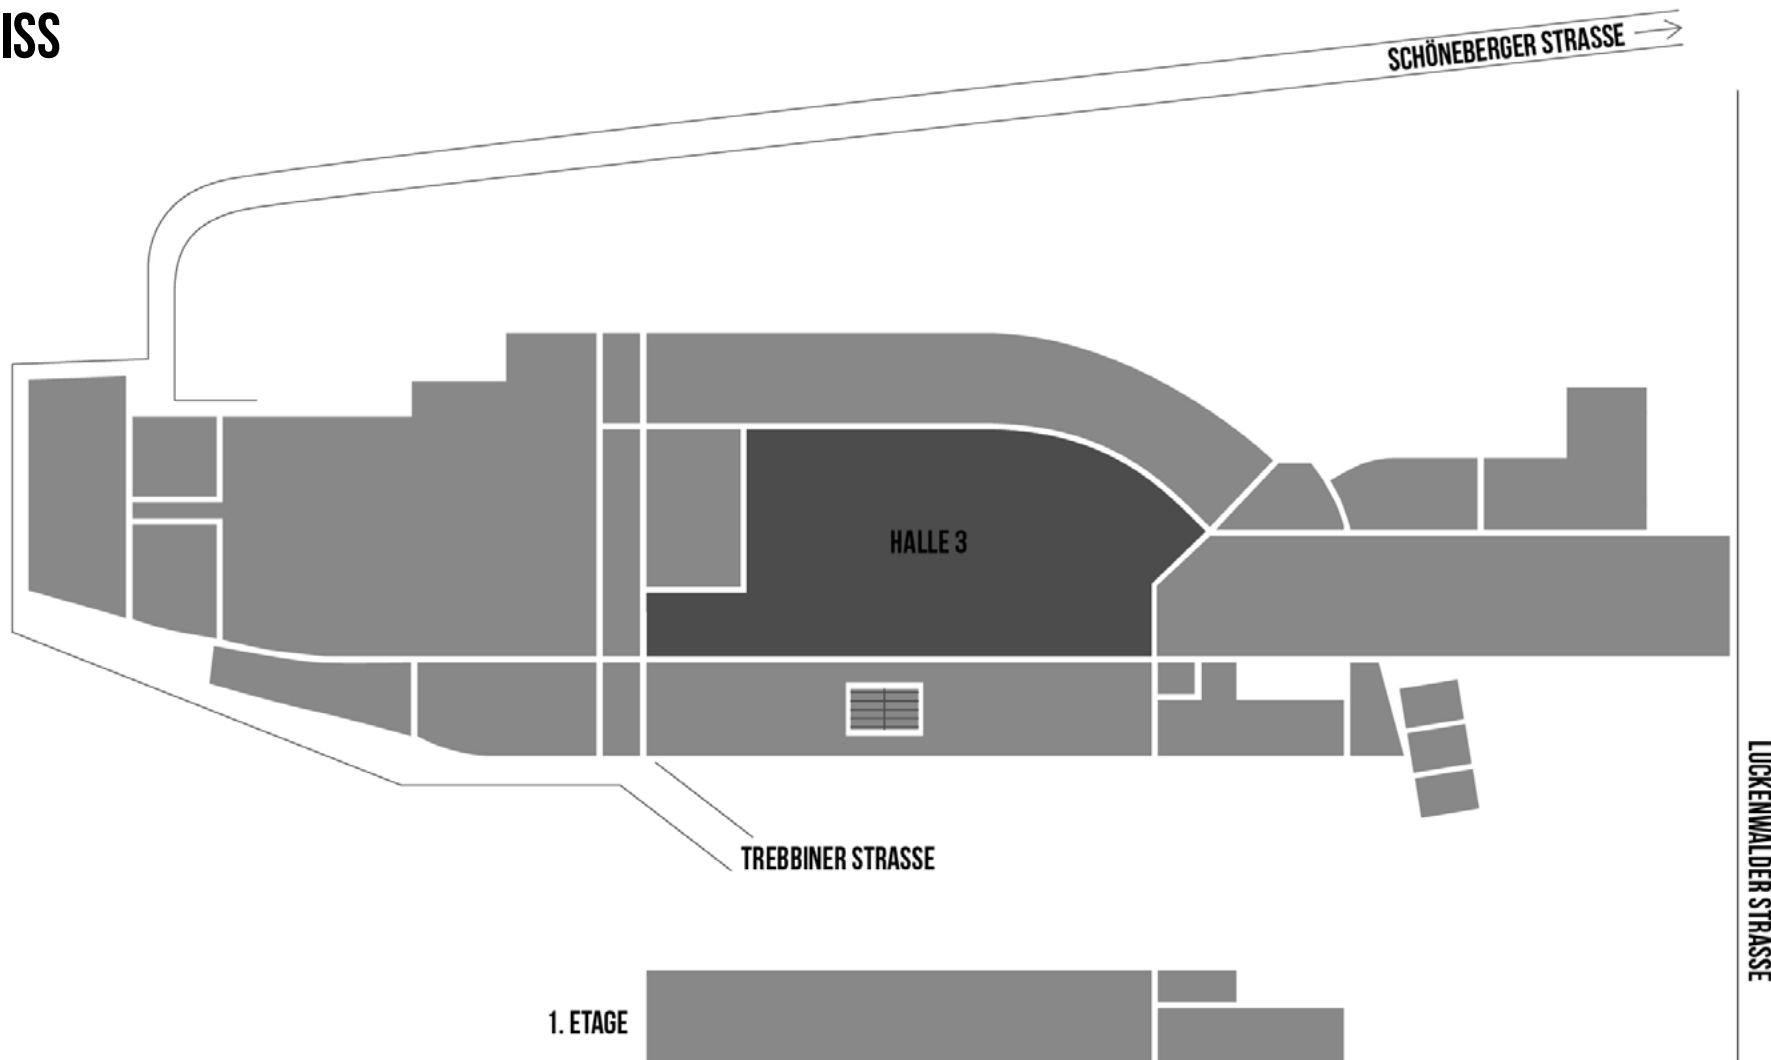 ISS
SCHÖNEBERGER STRASSE
HALLE 3
LUCKENWALDER STRASSE
TREBBINER STRASSE
1. ETAGE